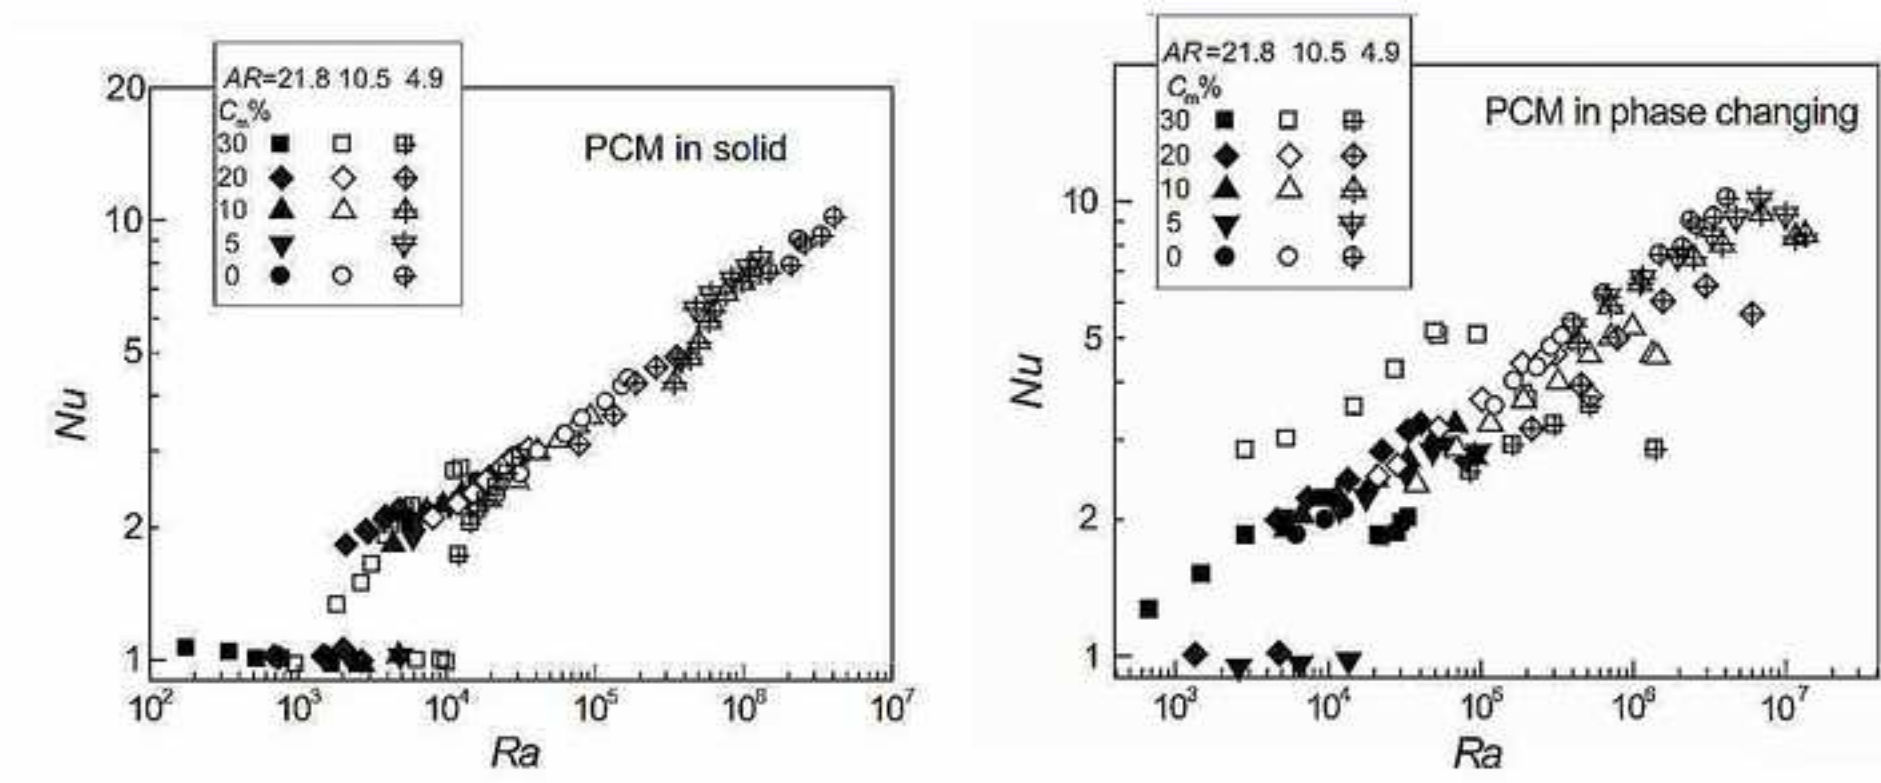 AR=21.8 10.5 4.9
Cm%
30
20
10
5
0
PCM in solid
20
10
5
2
1
Nu
10² 10³ 10⁴ 10⁵ 10⁶ 10⁷
Ra
AR=21.8 10.5 4.9
Cm%
30
20
10
5
0
PCM in phase changing
10
5
2
1
Nu
10³ 10⁴ 10⁵ 10⁶ 10⁷
Ra